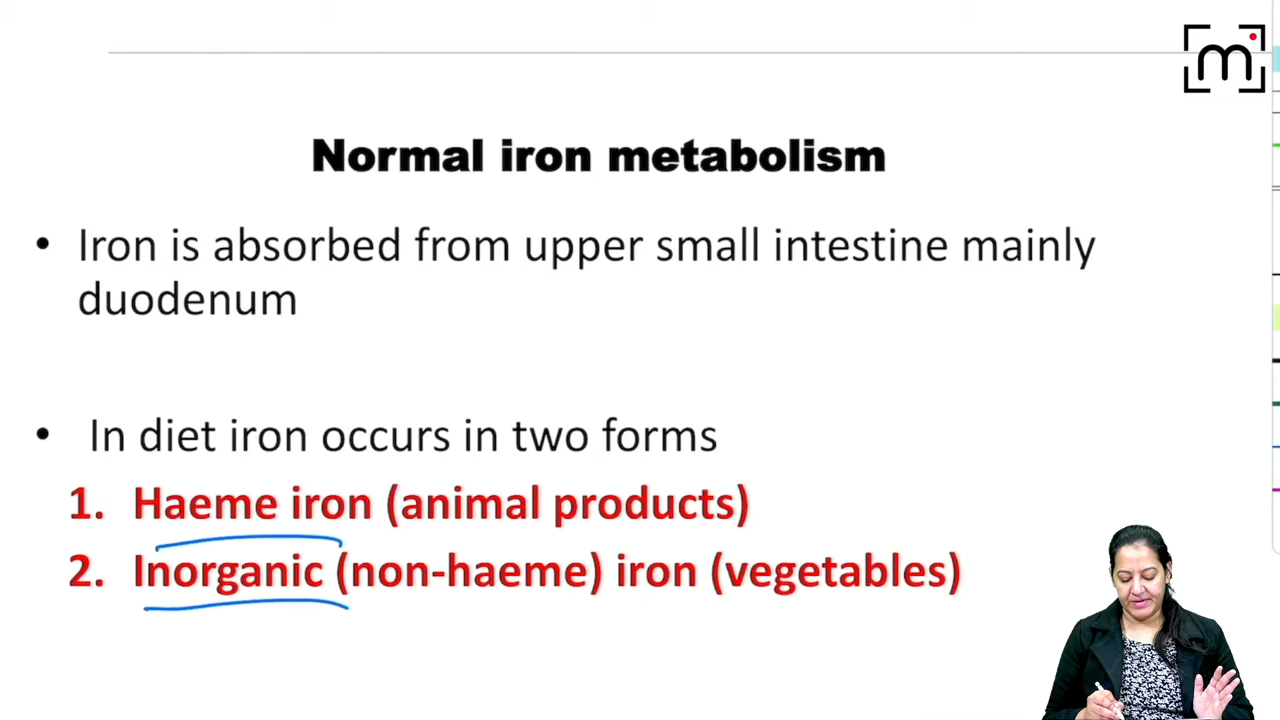 m
Normal iron metabolism
• Iron is absorbed from upper small intestine mainly
duodenum
• In diet iron occurs in two forms
1. Haeme iron (animal products)
2. Inorganic (non-haeme) iron (vegetables)